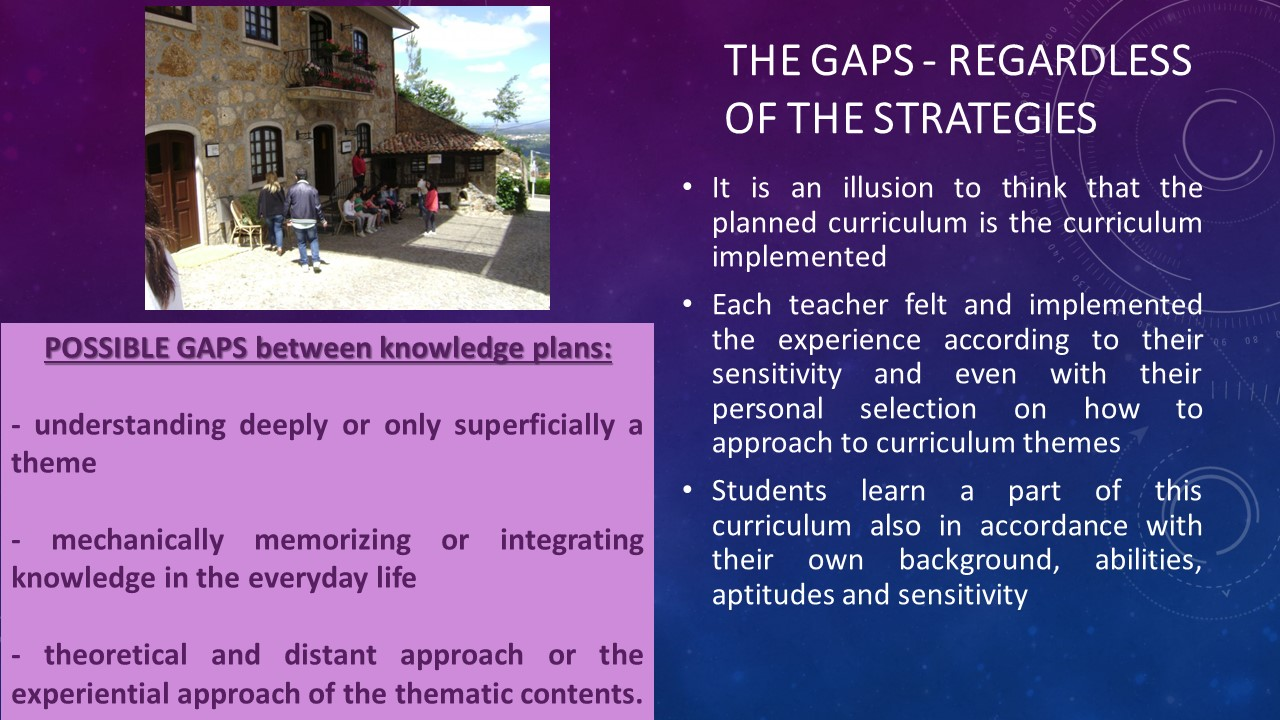 THE GAPS - REGARDLESS
OF THE STRATEGIES
• It is an illusion to think that the
planned curriculum is the curriculum
implemented
• Each teacher felt and implemented
the experience according to their
sensitivity and even with their
personal selection on how to
approach to curriculum themes
• Students learn a part of this
curriculum also in accordance with
their own background, abilities,
aptitudes and sensitivity
POSSIBLE GAPS between knowledge plans:
- understanding deeply or only superficially a
theme
- mechanically memorizing or integrating
knowledge in the everyday life
- theoretical and distant approach or the
experiential approach of the thematic contents.